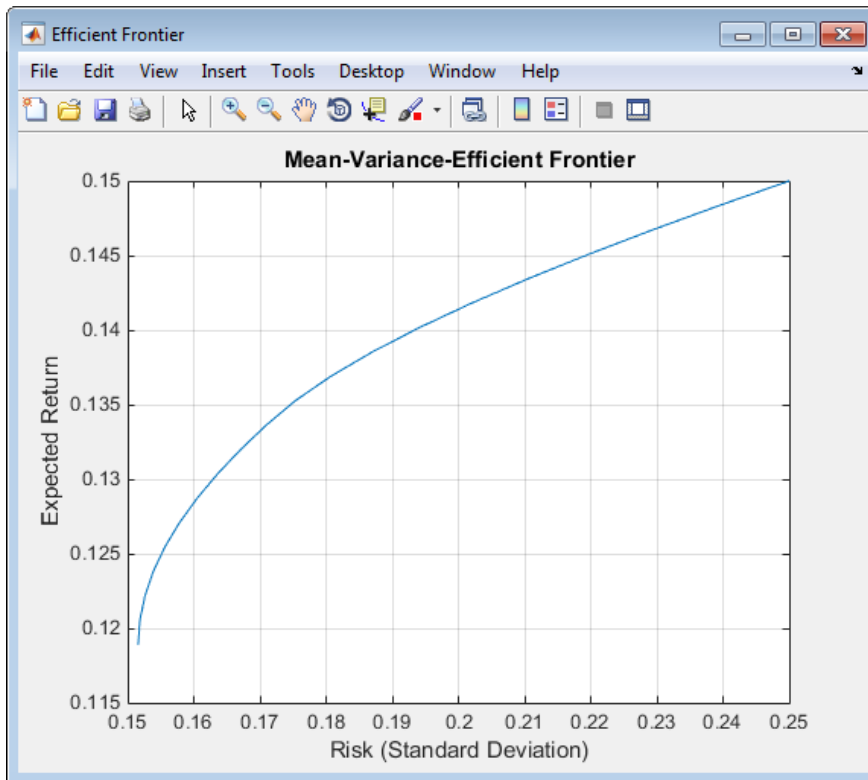 Efficient Frontier
File Edit View Insert Tools Desktop Window Help
Mean-Variance-Efficient Frontier
0.15
0.145
0.14
0.135
0.13
0.125
0.12
0.115
Expected Return
0.15 0.16 0.17 0.18 0.19 0.2 0.21 0.22 0.23 0.24 0.25
Risk (Standard Deviation)